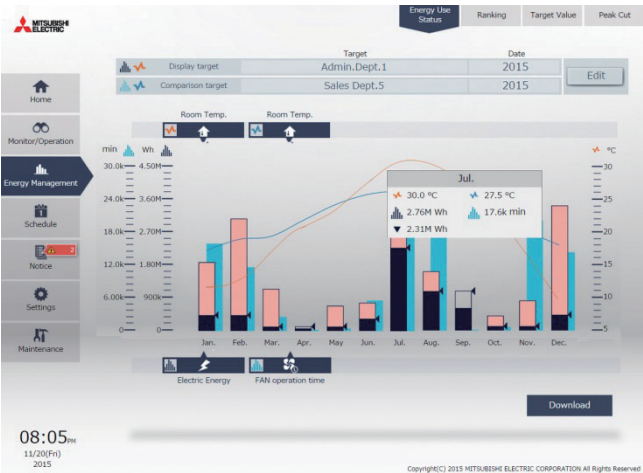 MITSUBISHI
ELECTRIC
Energy Use
Status
Ranking
Target Value
Peak Cut
Target
Date
Display target
Admin.Dept.1
2015
Comparison target
Sales Dept.5
2015
Edit
Home
Monitor/Operation
Energy Management
Schedule
Notice
2
Settings
Maintenance
Room Temp.
Room Temp.
min
Wh
°C
30.0k
4.50M
30
24.0k
3.60M
25
18.0k
2.70M
20
12.0k
1.80M
15
6.00k
900k
10
0
0
5
Jul.
30.0 °C
27.5 °C
2.76M Wh
17.6k min
2.31M Wh
Jan. Feb. Mar. Apr. May Jun. Jul. Aug. Sep. Oct. Nov. Dec.
Electric Energy
FAN operation time
Download
08:05PM
11/20(Fri)
2015
Copyright(C) 2015 MITSUBISHI ELECTRIC CORPORATION All Rights Reserved